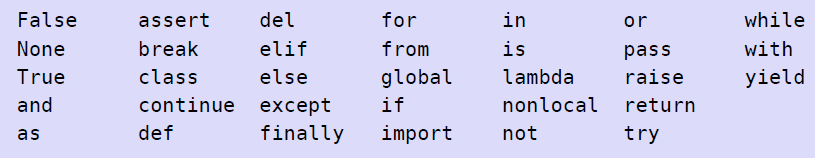 False assert del for in or while
None break elif from is pass with
True class else global lambda raise yield
and continue except if nonlocal return
as def finally import not try